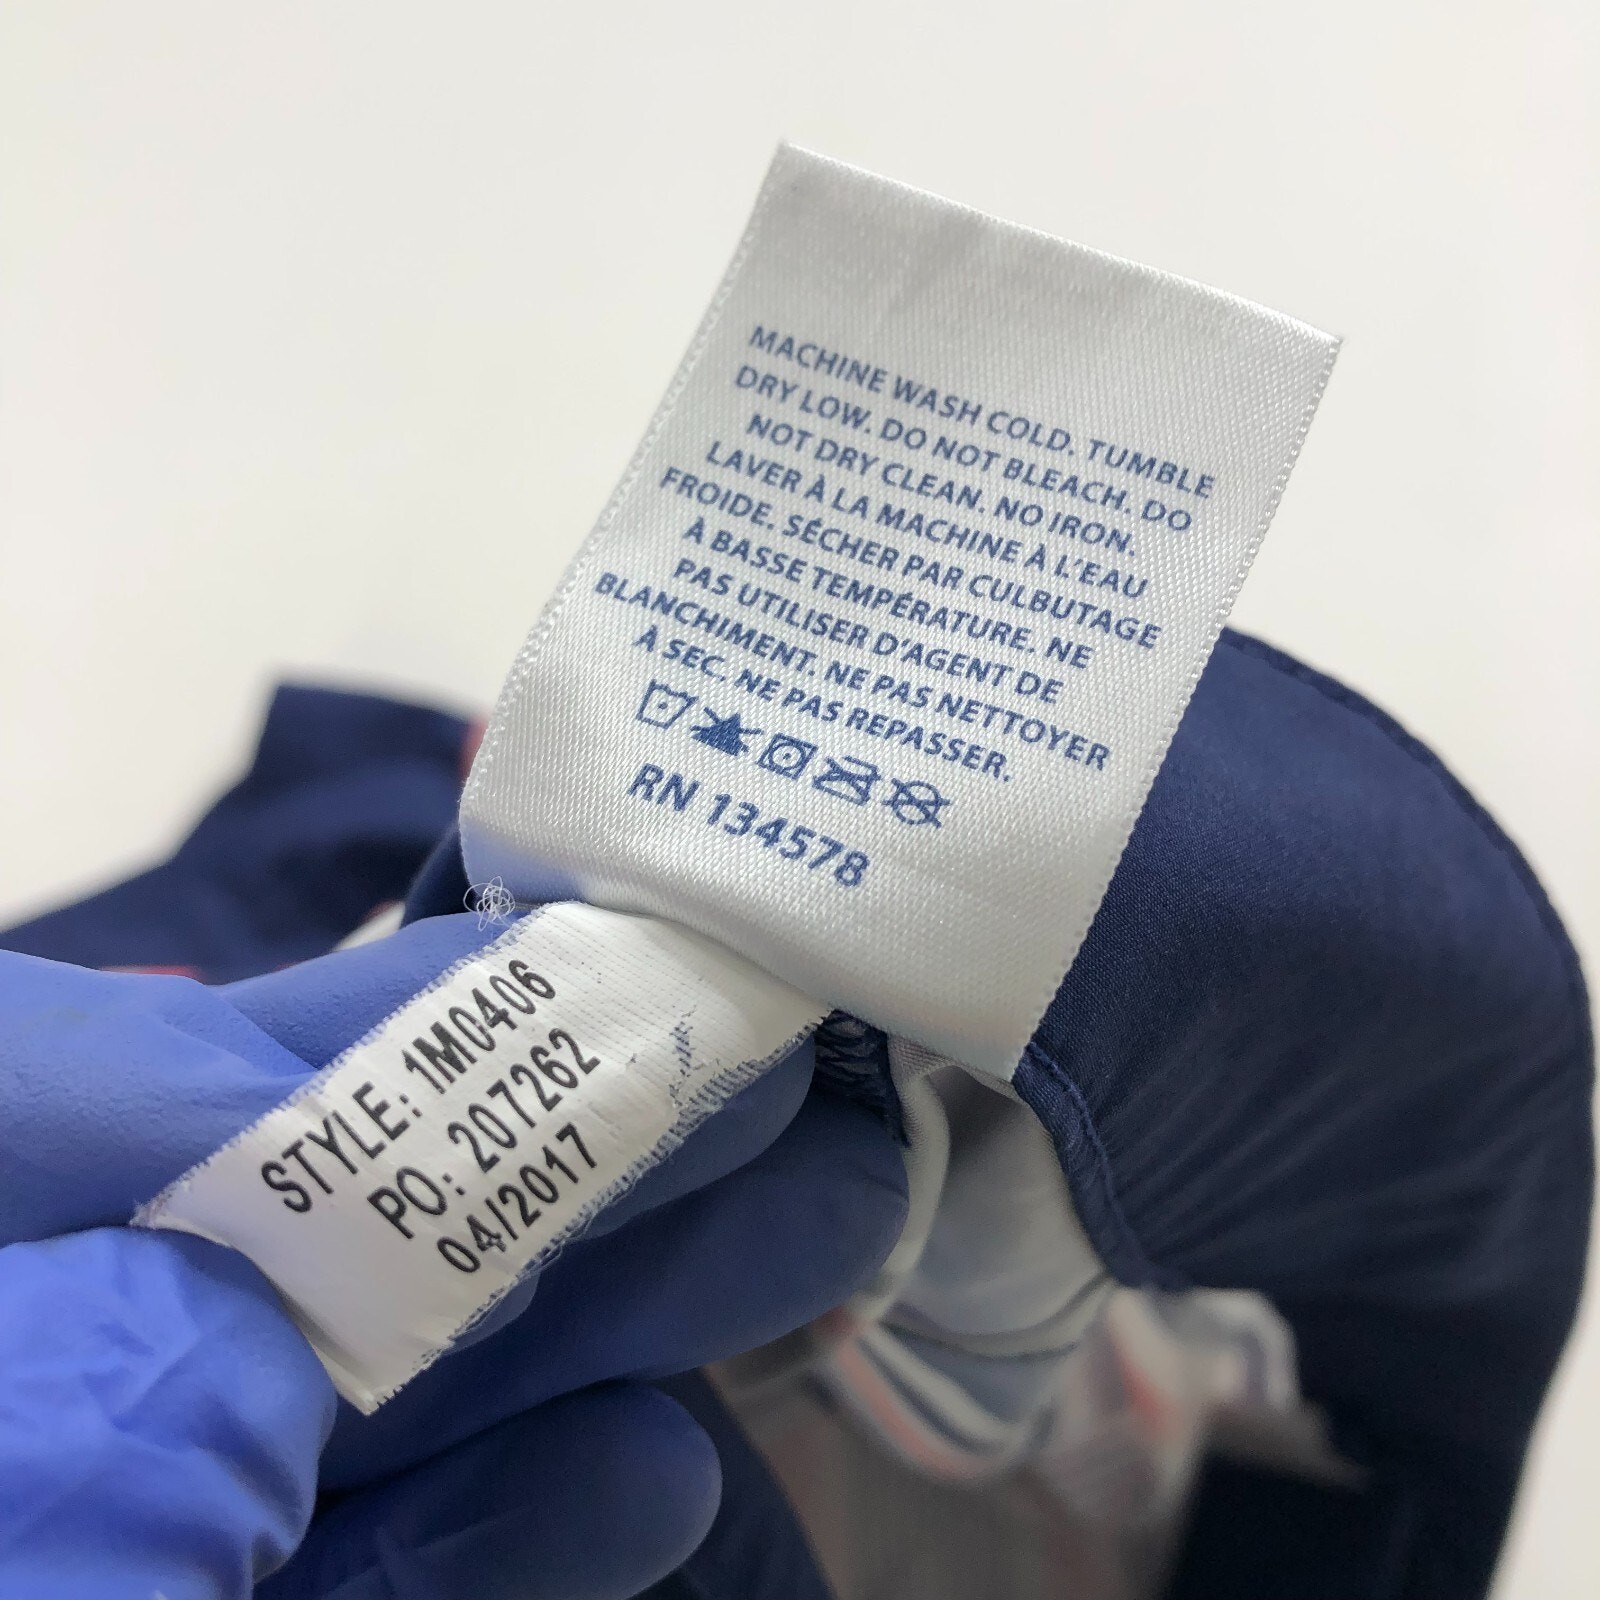 MACHINE WASH COLD. TUMBLE
DRY LOW. DO NOT BLEACH. DO
NOT DRY CLEAN. NO IRON.
LAVER À LA MACHINE À L'EAU
FROIDE. SÉCHER PAR CULBUTAGE
À BASSE TEMPÉRATURE. NE
PAS UTILISER D'AGENT DE
BLANCHIMENT. NE PAS NETTOYER
À SEC. NE PAS REPASSER.
RN 134578
STYLE: 1M0406
PO: 207262
04/2017